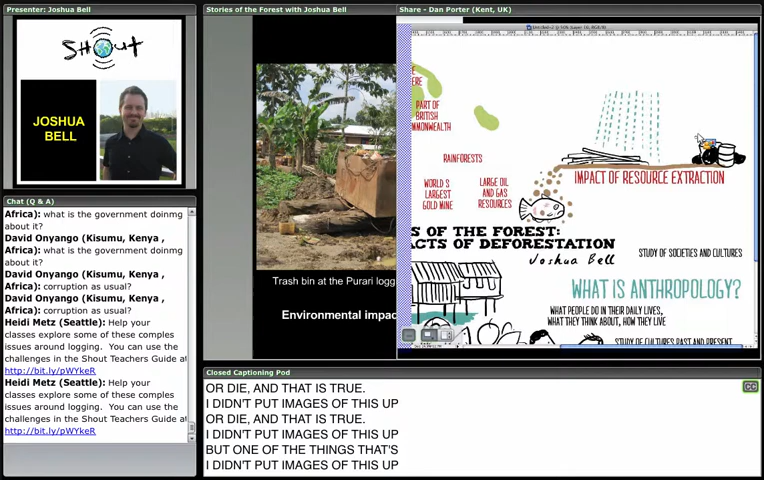 Presenter: Joshua Bell
SHOUT
JOSHUA
BELL
Chat (Q & A)
Africa): what is the government doinmg
about it?
David Onyango (Kisumu, Kenya ,
Africa): what is the government doinmg
about it?
David Onyango (Kisumu, Kenya ,
Africa): corruption as usual?
David Onyango (Kisumu, Kenya ,
Africa): corruption as usual?
Heidi Metz (Seattle): Help your
classes explore some of these comples
issues around logging. You can use the
challenges in the Shout Teachers Guide at
http://bit.ly/pWYkeR
Heidi Metz (Seattle): Help your
classes explore some of these comples
issues around logging. You can use the
challenges in the Shout Teachers Guide at
http://bit.ly/pWYkeR
Stories of the Forest with Joshua Bell
Trash bin at the Purari logg
Environmental impac
Share - Dan Porter (Kent, UK)
PART OF
BRITISH
MMONWEALTH
RAINFORESTS
WORLD S
LARGEST
GOLD MINE
LARGE OIL
AND GAS
RESOURCES
IMPACT OF RESOURCE EXTRACTION
S OF THE FOREST:
ACTS OF DEFORESTATION
Joshua Bell
STUDY OF SOCIETIES AND CULTURES
WHAT IS ANTHROPOLOGY?
WHAT PEOPLE DO IN THEIR DAILY LIVES,
WHAT THEY THINK ABOUT, HOW THEY LIVE
STUDY OF CULTURES PAST AND PRESENT
Closed Captioning Pod
CC
OR DIE, AND THAT IS TRUE.
I DIDN'T PUT IMAGES OF THIS UP
OR DIE, AND THAT IS TRUE.
I DIDN'T PUT IMAGES OF THIS UP
BUT ONE OF THE THINGS THAT'S
I DIDN'T PUT IMAGES OF THIS UP